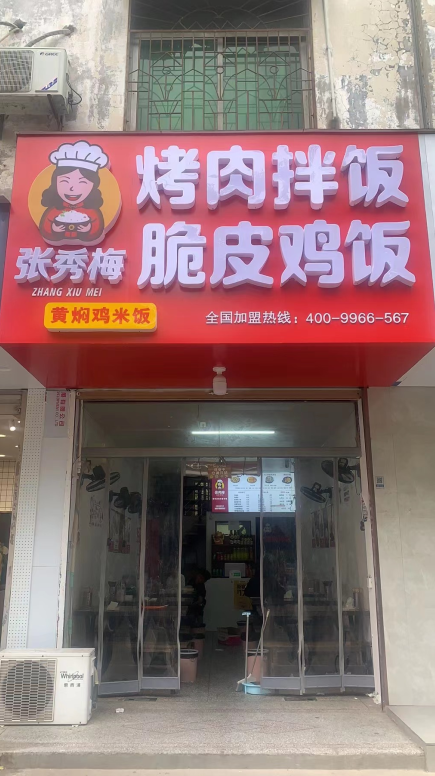 烤肉拌饭
脆皮鸡饭
张秀梅
ZHANG XIU MEI
黄焖鸡米饭
全国加盟热线：400-9966-567
Whirlpool